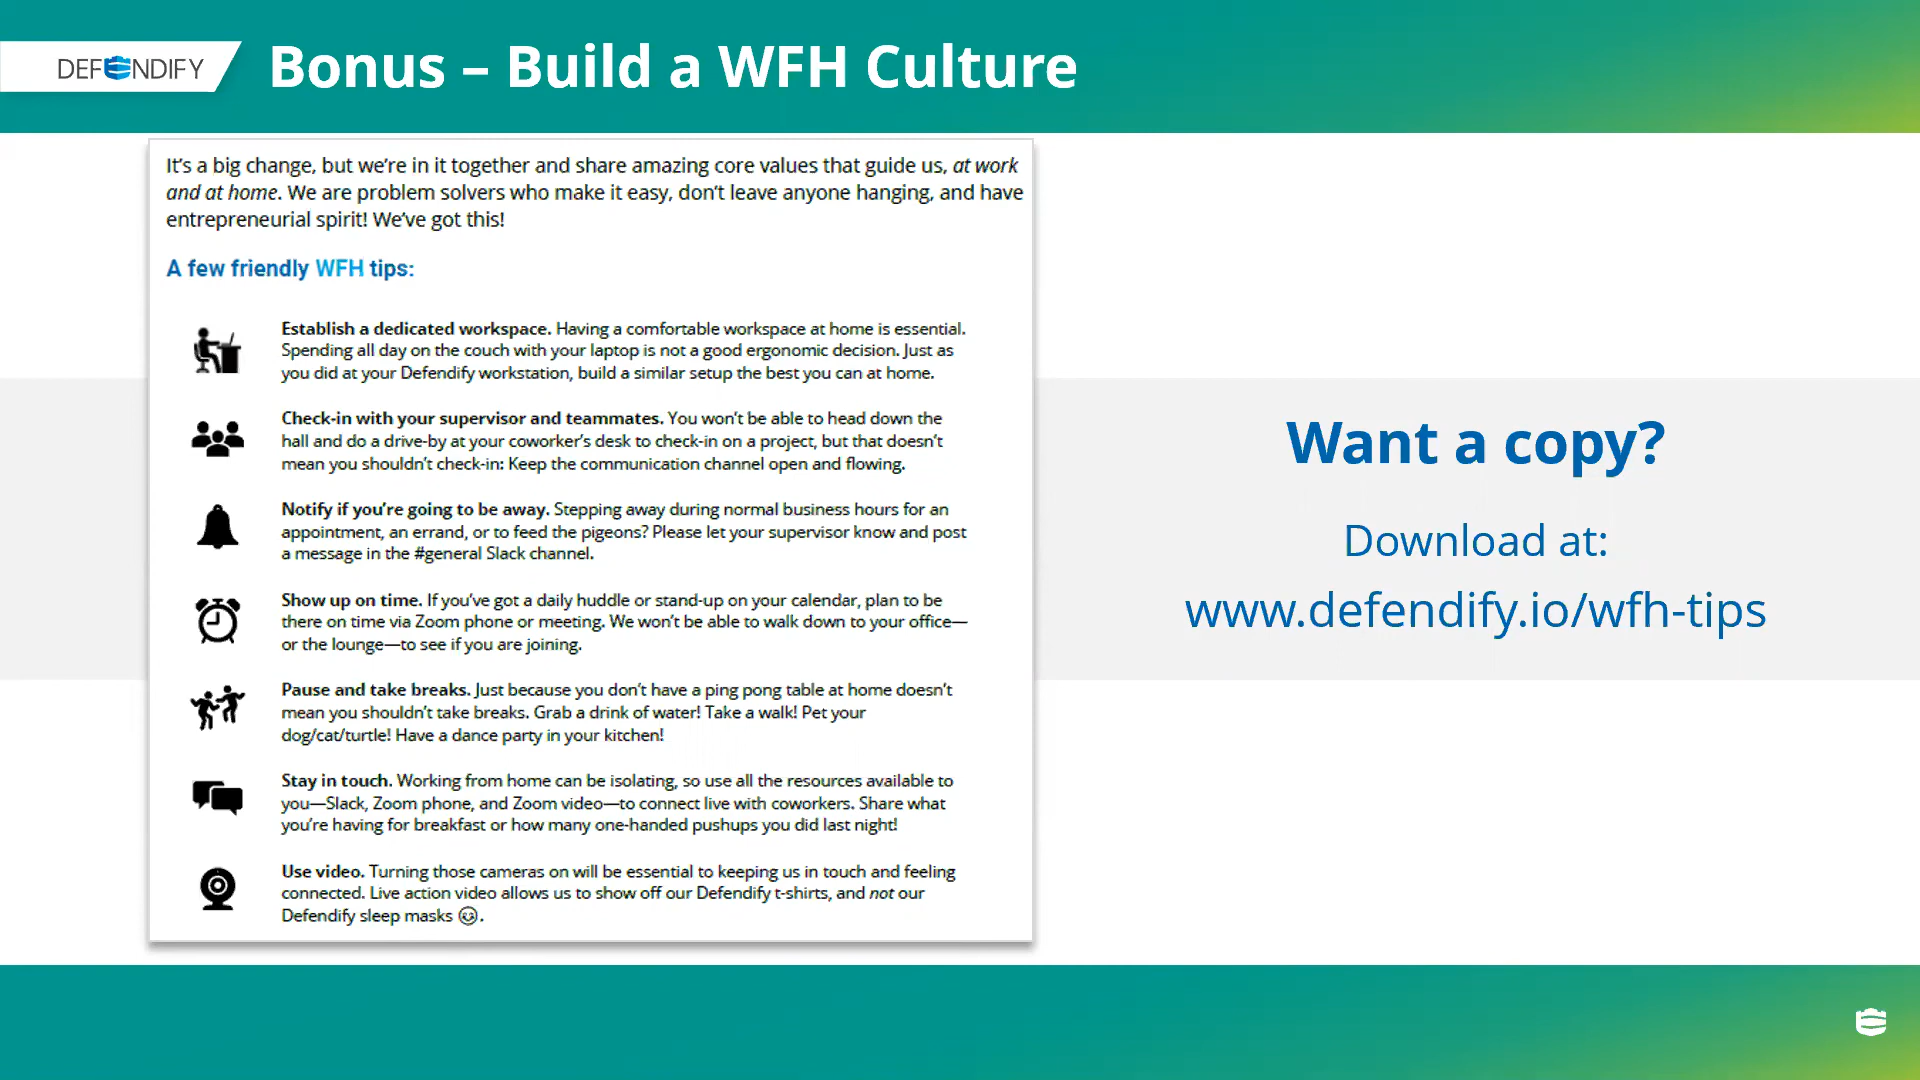 DEFENDIFY
Bonus – Build a WFH Culture
It's a big change, but we're in it together and share amazing core values that guide us, at work
and at home. We are problem solvers who make it easy, don't leave anyone hanging, and have
entrepreneurial spirit! We've got this!
A few friendly WFH tips:
Establish a dedicated workspace. Having a comfortable workspace at home is essential.
Spending all day on the couch with your laptop is not a good ergonomic decision. Just as
you did at your Defendify workstation, build a similar setup the best you can at home.
Check-in with your supervisor and teammates. You won't be able to head down the
hall and do a drive-by at your coworker's desk to check-in on a project, but that doesn't
mean you shouldn't check-in: Keep the communication channel open and flowing.
Notify if you're going to be away. Stepping away during normal business hours for an
appointment, an errand, or to feed the pigeons? Please let your supervisor know and post
a message in the #general Slack channel.
Show up on time. If you've got a daily huddle or stand-up on your calendar, plan to be
there on time via Zoom phone or meeting. We won't be able to walk down to your office—
or the lounge—to see if you are joining.
Pause and take breaks. Just because you don't have a ping pong table at home doesn't
mean you shouldn't take breaks. Grab a drink of water! Take a walk! Pet your
dog/cat/turtle! Have a dance party in your kitchen!
Stay in touch. Working from home can be isolating, so use all the resources available to
you—Slack, Zoom phone, and Zoom video—to connect live with coworkers. Share what
you're having for breakfast or how many one-handed pushups you did last night!
Use video. Turning those cameras on will be essential to keeping us in touch and feeling
connected. Live action video allows us to show off our Defendify t-shirts, and not our
Defendify sleep masks 😊.
Want a copy?
Download at:
www.defendify.io/wfh-tips